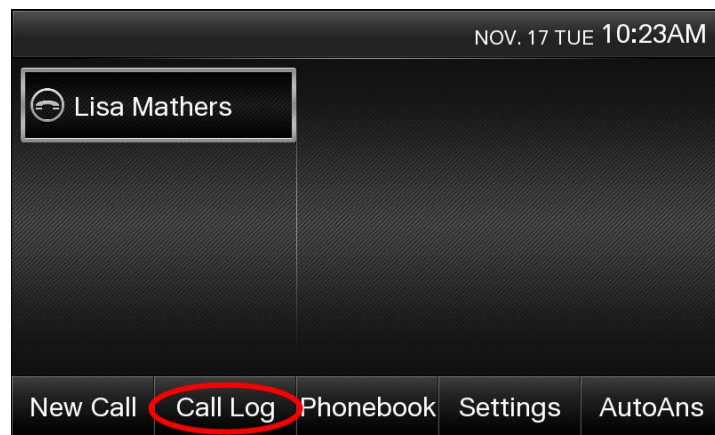 NOV. 17 TUE 10:23AM
Lisa Mathers
New Call Call Log Phonebook Settings AutoAns